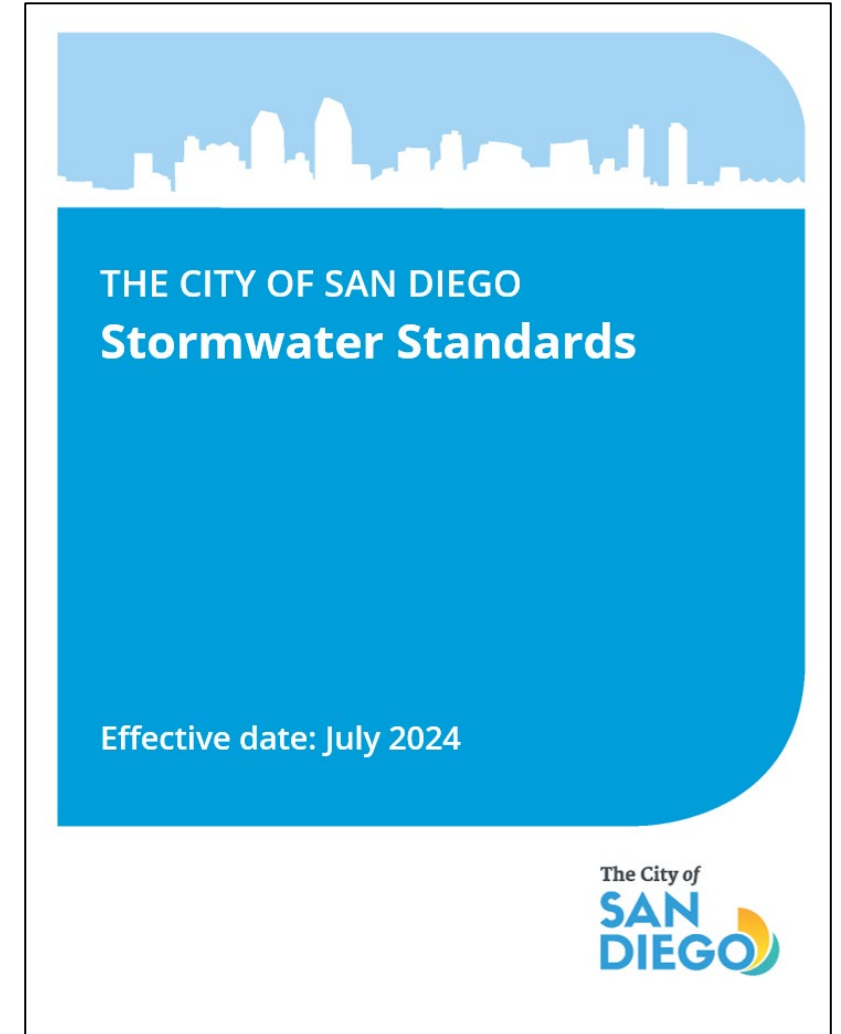 THE CITY OF SAN DIEGO
Stormwater Standards
Effective date: July 2024
The City of
SAN
DIEGO